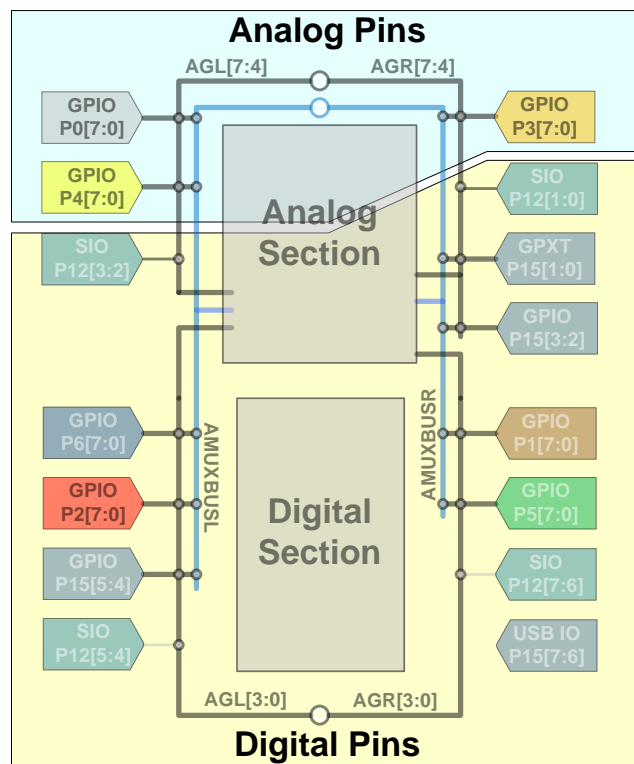 Analog Pins
AGL[7:4]
AGR[7:4]
GPIO
P0[7:0]
GPIO
P3[7:0]
GPIO
P4[7:0]
SIO
P12[1:0]
Analog
Section
SIO
P12[3:2]
GPXT
P15[1:0]
GPIO
P15[3:2]
GPIO
P6[7:0]
AMUXBUSL
AMUXBUSR
GPIO
P1[7:0]
GPIO
P2[7:0]
Digital
Section
GPIO
P5[7:0]
GPIO
P15[5:4]
SIO
P12[7:6]
SIO
P12[5:4]
USB IO
P15[7:6]
AGL[3:0]
AGR[3:0]
Digital Pins